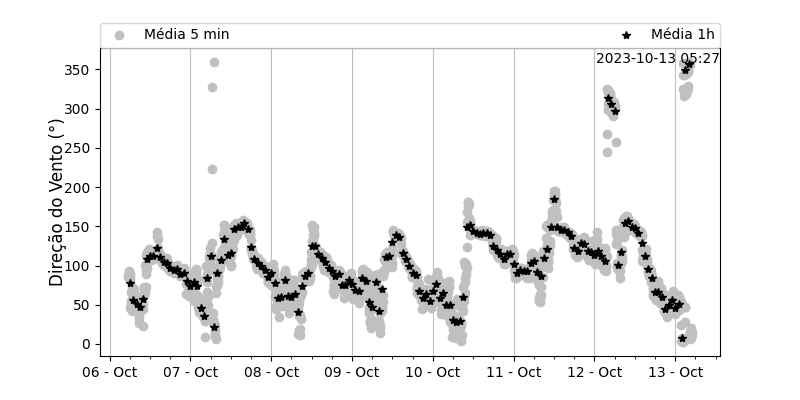 Média 5 min
Média 1h
2023-10-13 05:27
Direção do Vento (°)
350
300
250
200
150
100
50
0
06 - Oct
07 - Oct
08 - Oct
09 - Oct
10 - Oct
11 - Oct
12 - Oct
13 - Oct